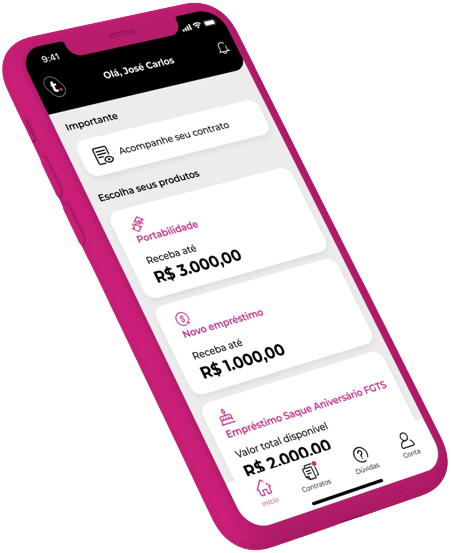 9:41
t.
Olá, José Carlos
Importante
Acompanhe seu contrato
Escolha seus produtos
Portabilidade
Receba até
R$ 3.000,00
$
Novo empréstimo
Receba até
R$ 1.000,00
Empréstimo Saque Aniversário FGTS
Valor total disponível
R$ 2.000,00
Início
Contratos
Dúvidas
Conta